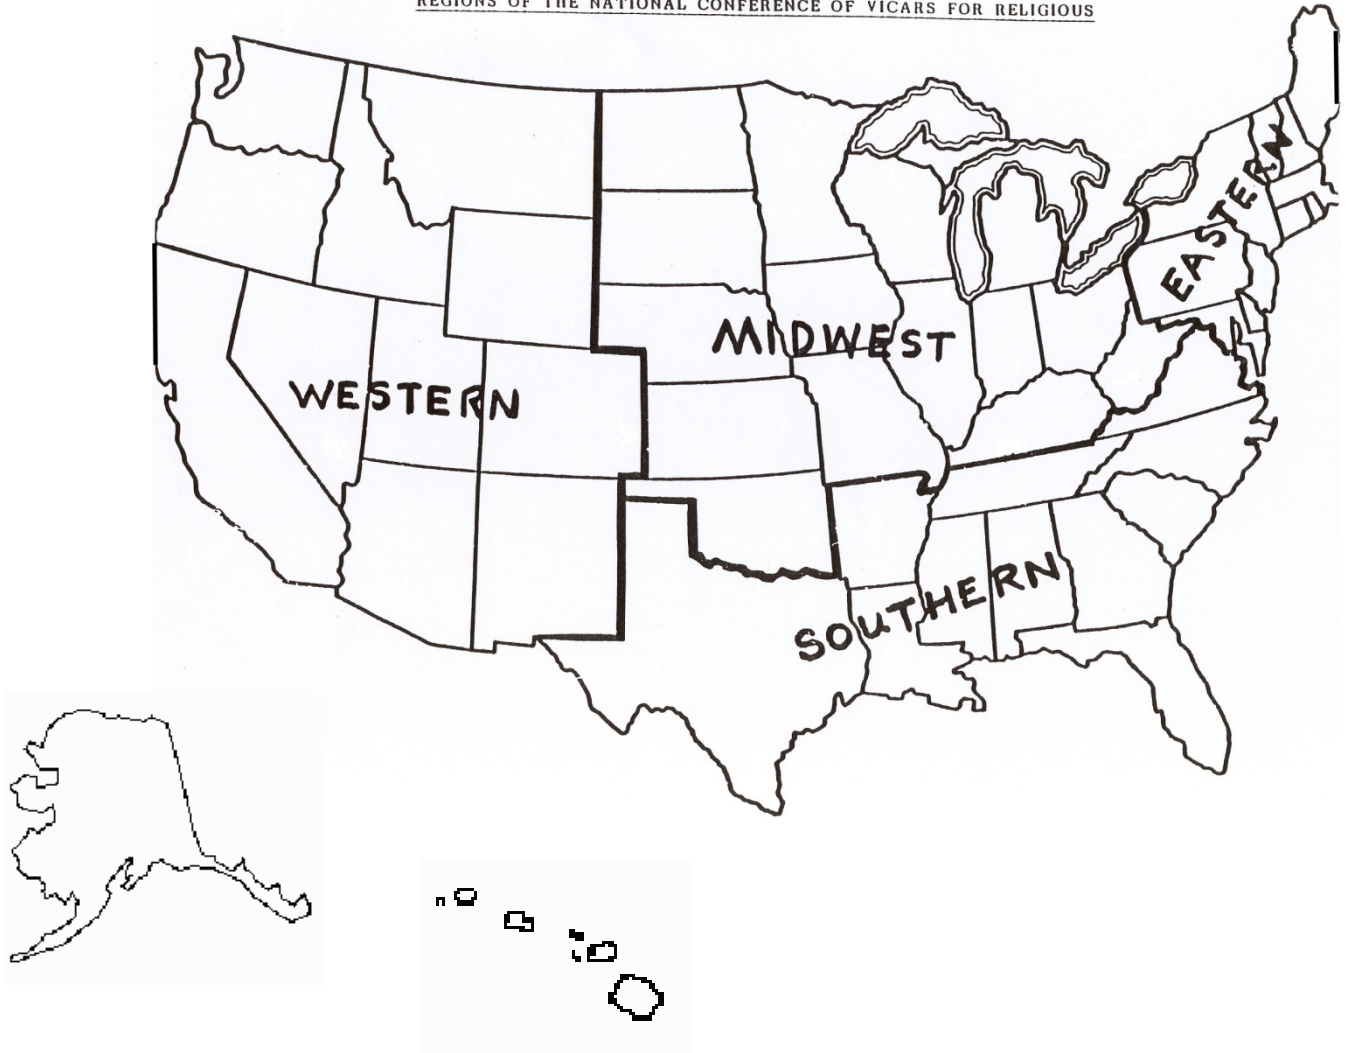 REGIONS OF THE NATIONAL CONFERENCE OF VICARS FOR RELIGIOUS
EASTERN
MIDWEST
WESTERN
SOUTHERN